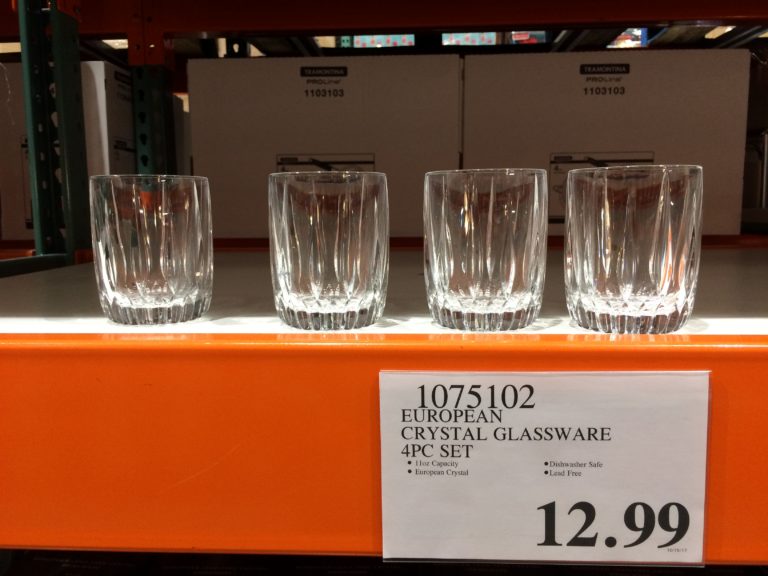 TRAMONTINA
PROLine
1103103
TRAMONTINA
PROLine
1103103
1075102
EUROPEAN
CRYSTAL GLASSWARE
4PC SET
• 11oz Capacity
• European Crystal
• Dishwasher Safe
• Lead Free
12.99